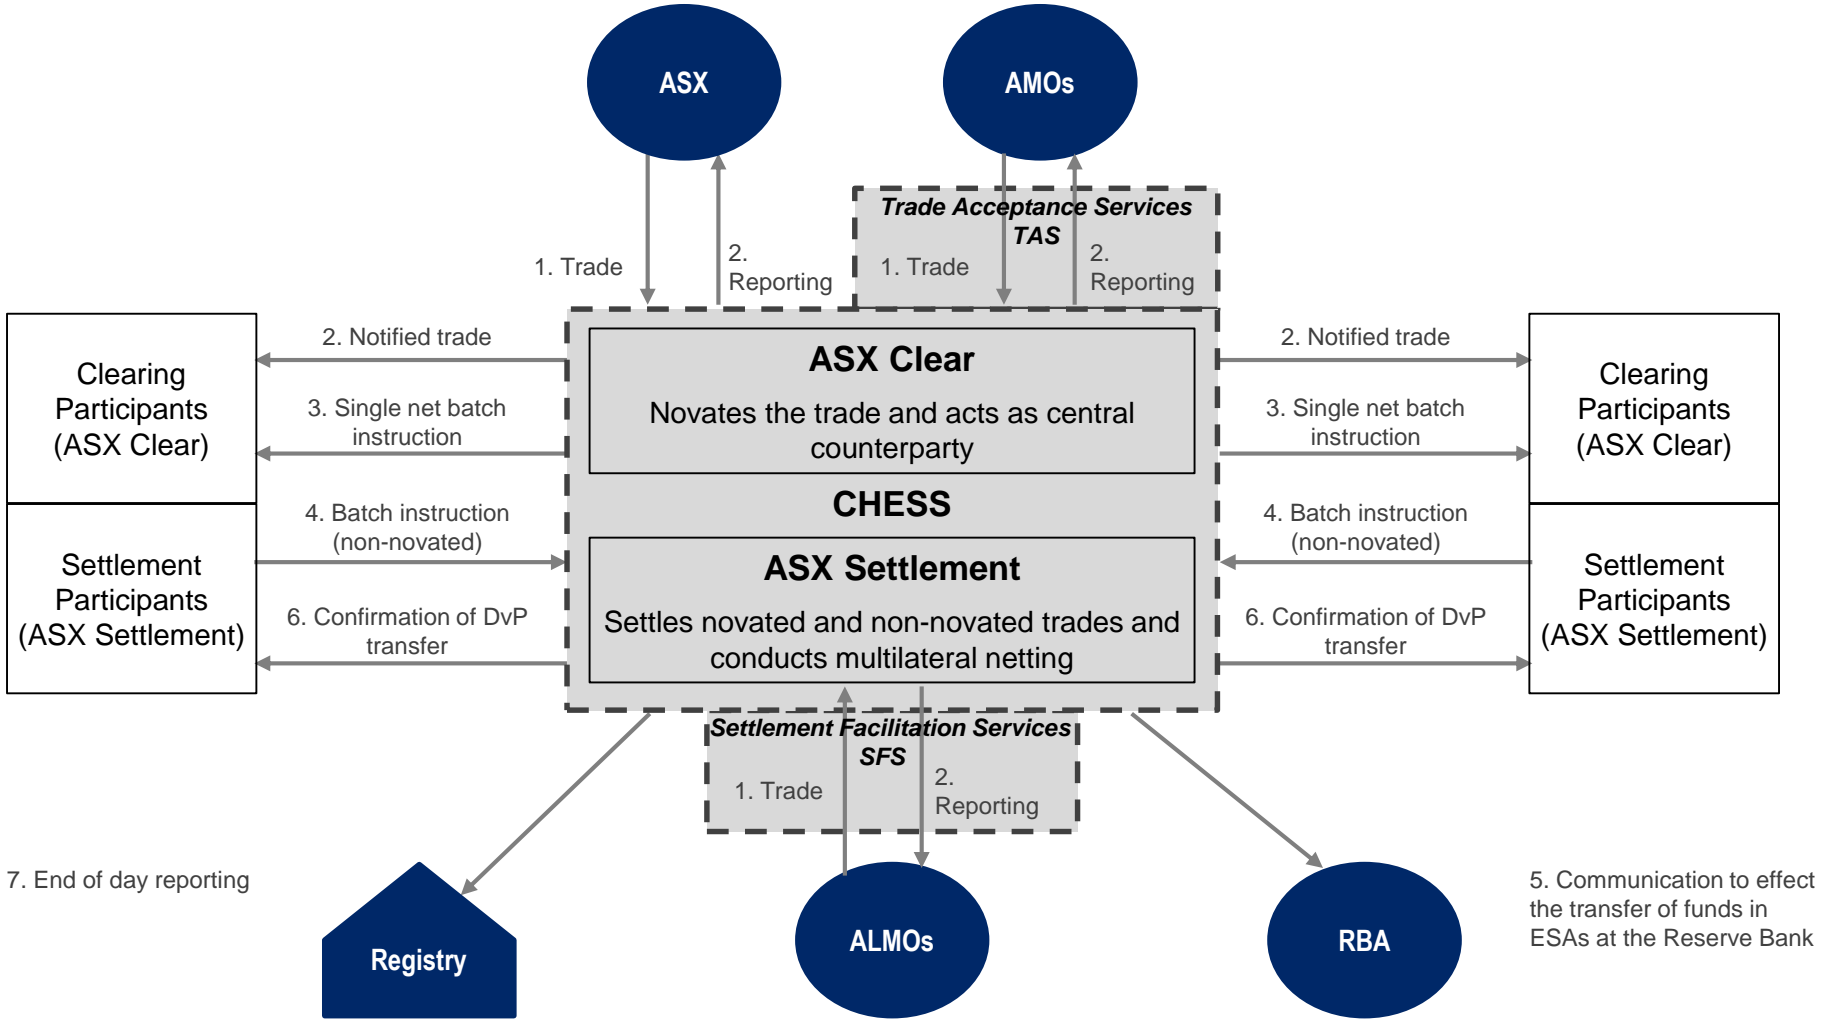 ASX
AMOs
Trade Acceptance Services
TAS
1. Trade
2.
Reporting
1. Trade
2.
Reporting
Clearing
Participants
(ASX Clear)
2. Notified trade
3. Single net batch
instruction
ASX Clear
Novates the trade and acts as central
counterparty
2. Notified trade
3. Single net batch
instruction
Clearing
Participants
(ASX Clear)
CHESS
Settlement
Participants
(ASX Settlement)
4. Batch instruction
(non-novated)
6. Confirmation of DvP
transfer
ASX Settlement
Settles novated and non-novated trades and
conducts multilateral netting
4. Batch instruction
(non-novated)
6. Confirmation of DvP
transfer
Settlement
Participants
(ASX Settlement)
Settlement Facilitation Services
SFS
1. Trade
2.
Reporting
7. End of day reporting
Registry
ALMOs
RBA
5. Communication to effect
the transfer of funds in
ESAs at the Reserve Bank